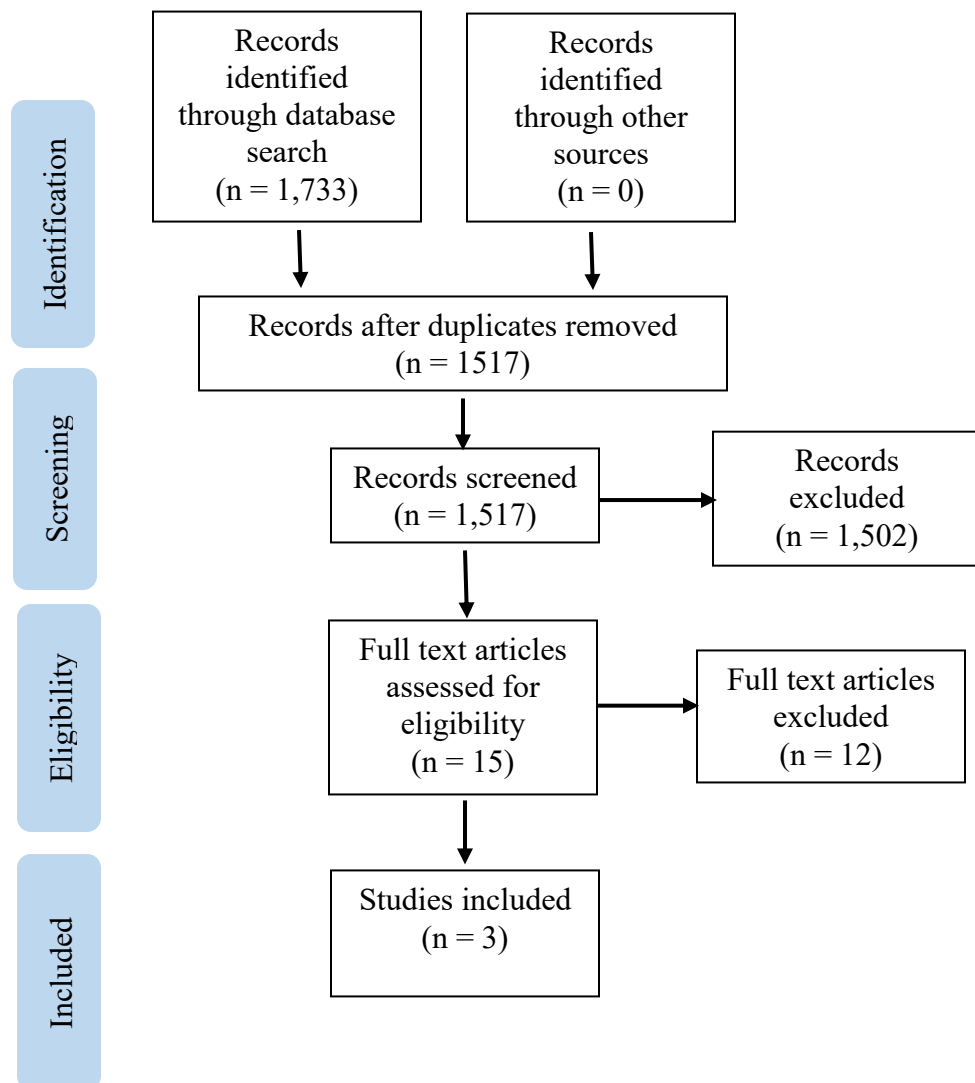 Records
identified
through database
search
(n = 1,733)
Records
identified
through other
sources
(n = 0)
Identification
Records after duplicates removed
(n = 1517)
Screening
Records screened
(n = 1,517)
Records
excluded
(n = 1,502)
Eligibility
Full text articles
assessed for
eligibility
(n = 15)
Full text articles
excluded
(n = 12)
Included
Studies included
(n = 3)